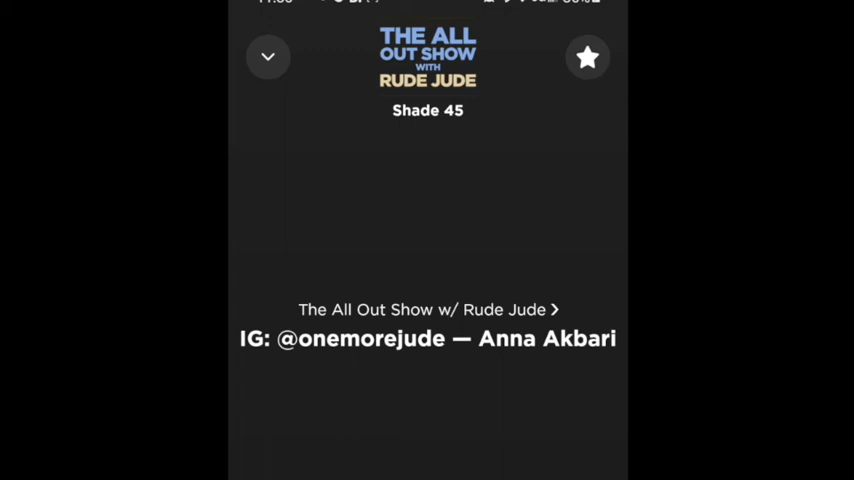 THE ALL
OUT SHOW
WITH
RUDE JUDE
Shade 45
The All Out Show w/ Rude Jude
IG: @onemorejude — Anna Akbari